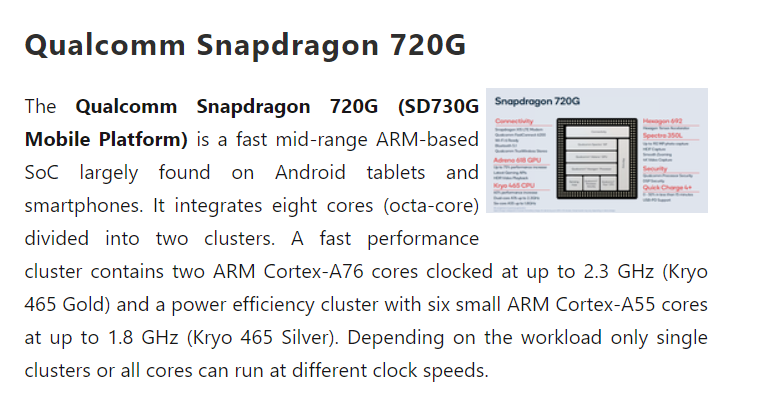 Qualcomm Snapdragon 720G
The Qualcomm Snapdragon 720G (SD730G
Mobile Platform) is a fast mid-range ARM-based
SoC largely found on Android tablets and
smartphones. It integrates eight cores (octa-core)
divided into two clusters. A fast performance
cluster contains two ARM Cortex-A76 cores clocked at up to 2.3 GHz (Kryo
465 Gold) and a power efficiency cluster with six small ARM Cortex-A55 cores
at up to 1.8 GHz (Kryo 465 Silver). Depending on the workload only single
clusters or all cores can run at different clock speeds.
Snapdragon 720G
Connectivity
Adreno 618 GPU
Kryo 465 CPU
Hexagon 692
Spectra 350L
Security
Quick Charge 4+